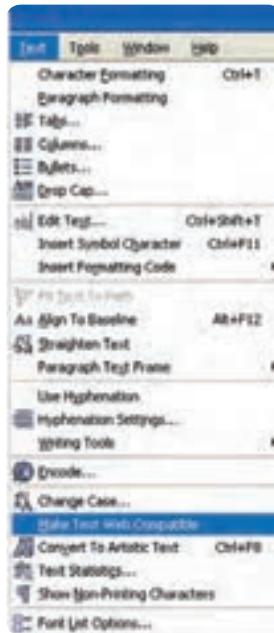 Text Tools Window Help
Character Formatting Ctrl+T
Paragraph Formatting
Tabs...
Columns...
Bullets...
Drop Cap...
Edit Text... Ctrl+Shift+T
Insert Symbol Character Ctrl+F11
Insert Formatting Code
Fit Text To Path
Align To Baseline Alt+F12
Straighten Text
Paragraph Text Frame
Use Hyphenation
Hyphenation Settings...
Writing Tools
Encode...
Change Case...
Make Text Web Compatible
Convert To Artistic Text Ctrl+F8
Text Statistics...
Show Non-Printing Characters
Font List Options...